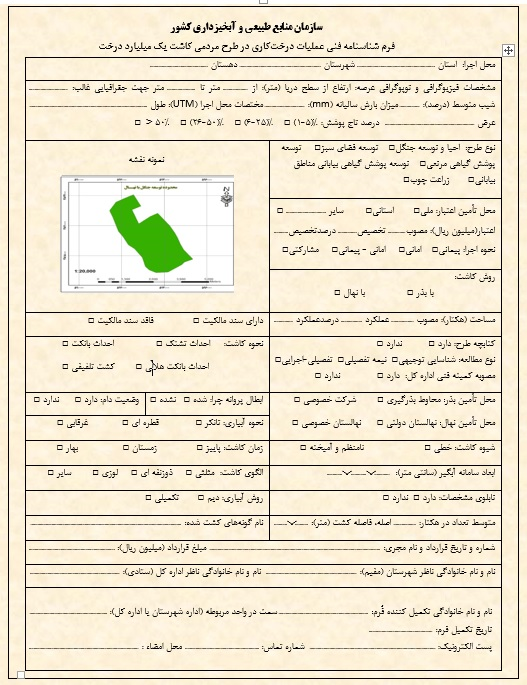 سازمان منابع طبیعی و آبخیزداری کشور
فرم شناسنامه فنی عملیات درخت‌کاری در طرح مردمی کاشت یک میلیارد درخت
محل اجرا: استان ........ شهرستان ........ دهستان ........
مشخصات فیزیوگرافی و توپوگرافی عرصه: ارتفاع از سطح دریا (متر): از ........ متر تا ........ متر جهت جغرافیایی غالب: ........
شیب متوسط (درصد): ........ میزان بارش سالیانه (mm): ........ مختصات محل اجرا (UTM): طول ........
عرض ........ درصد تاج پوشش: (۱-۵)٪ □ (۶-۲۵)٪ □ (۲۶-۵۰)٪ □ > ۵۰٪ □
نوع طرح: احیا و توسعه جنگل□ توسعه فضای سبز□ توسعه
پوشش گیاهی مرتعی□ توسعه پوشش گیاهی بیابانی مناطق
بیابانی□ زراعت چوب□
نمونه نقشه
1:20,000
محل تأمین اعتبار: ملی□ استانی□ سایر ........ □
اعتبار(میلیون ریال): مصوب ........ تخصیص ........ درصدتخصیص ........
نحوه اجرا: پیمانی□ امانی□ امانی - پیمانی□ مشارکتی□
روش کاشت:
با بذر □ با نهال □
مساحت (هکتار): مصوب ........ عملکرد ........ درصدعملکرد ........
دارای سند مالکیت □ فاقد سند مالکیت □
کتابچه طرح: دارد □ ندارد □
نوع مطالعه: شناسایی توجیهی□ نیمه تفصیلی□ تفصیلی-اجرایی□
مصوبه کمیته فنی اداره کل: دارد □ ندارد □
نحوه کاشت: احداث تشتک □ احداث بانکت □
احداث بانکت هلالی □ کشت تلفیقی □
محل تأمین بذر: محاوط بذرگیری □ شرکت خصوصی □
محل تأمین نهال: نهالستان دولتی □ نهالستان خصوصی □
ابطال پروانه چرا: شده □ نشده □ وضعیت دام: دارد □ ندارد □
نحوه آبیاری: تانکر □ قطره ای □ غرقابی □
شیوه کاشت: خطی □ نامنظم و آمیخته □
زمان کاشت: پاییز □ زمستان □ بهار □
ابعاد سامانه آبگیر (سانتی متر): ........×........×........
الگوی کاشت: مثلثی □ ذوزنقه ای □ لوزی □ سایر □
تابلوی مشخصات: دارد □ ندارد □
روش آبیاری: دیم □ تکمیلی □
متوسط تعداد در هکتار: ........ اصله، فاصله کشت (متر): ........×........
نام گونه‌های کشت شده: ........
شماره و تاریخ قرارداد و نام مجری: ........ مبلغ قرارداد (میلیون ریال): ........
نام و نام خانوادگی ناظر شهرستان (مقیم): ........ نام و نام خانوادگی ناظر اداره کل (ستادی): ........
نام و نام خانوادگی تکمیل کننده فرم: ........ سمت در واحد مربوطه (اداره شهرستان یا اداره کل): ........
تاریخ تکمیل فرم: ........
پست الکترونیک: ........ شماره تماس: ........ محل امضاء : ........